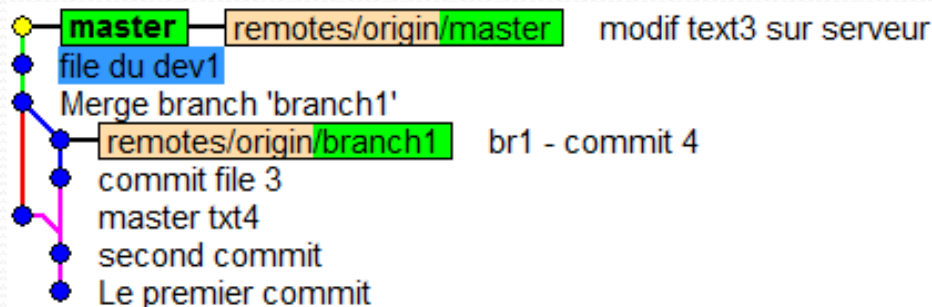 master remotes/origin/master modif text3 sur serveur
file du dev1
Merge branch 'branch1'
remotes/origin/branch1 br1 - commit 4
commit file 3
master txt4
second commit
Le premier commit